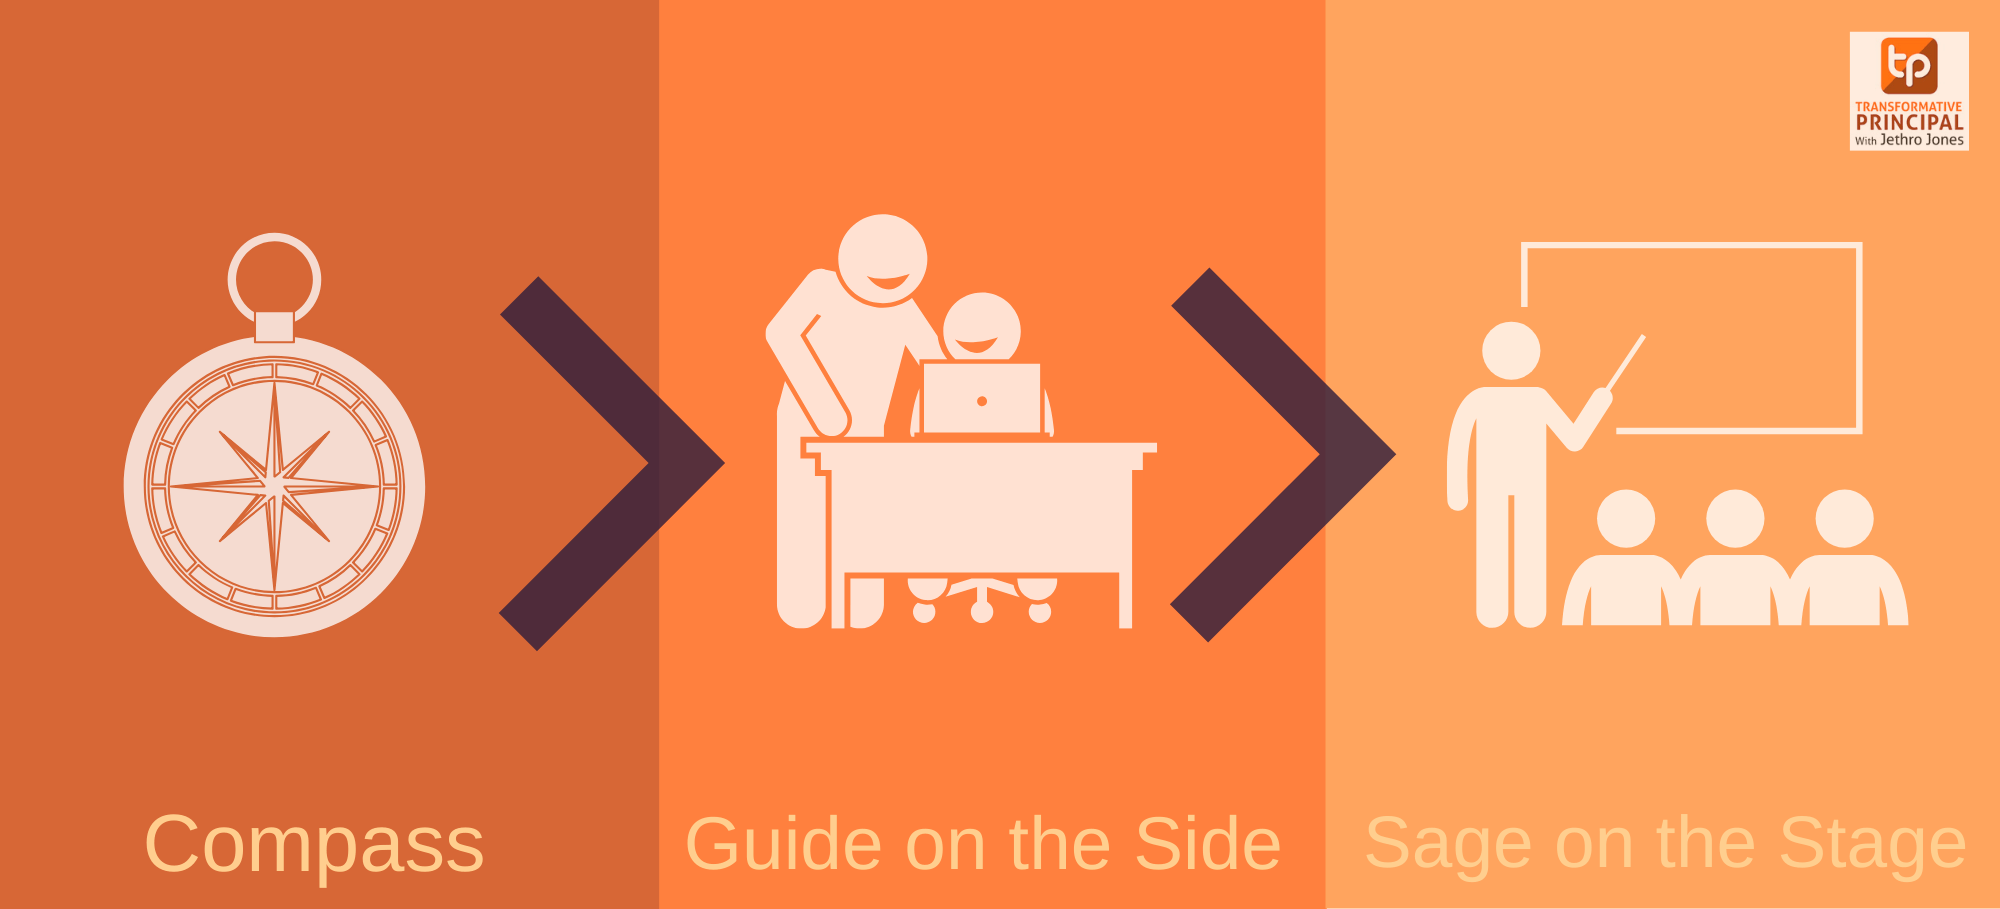 tp
TRANSFORMATIVE
PRINCIPAL
With Jethro Jones
Compass
Guide on the Side
Sage on the Stage